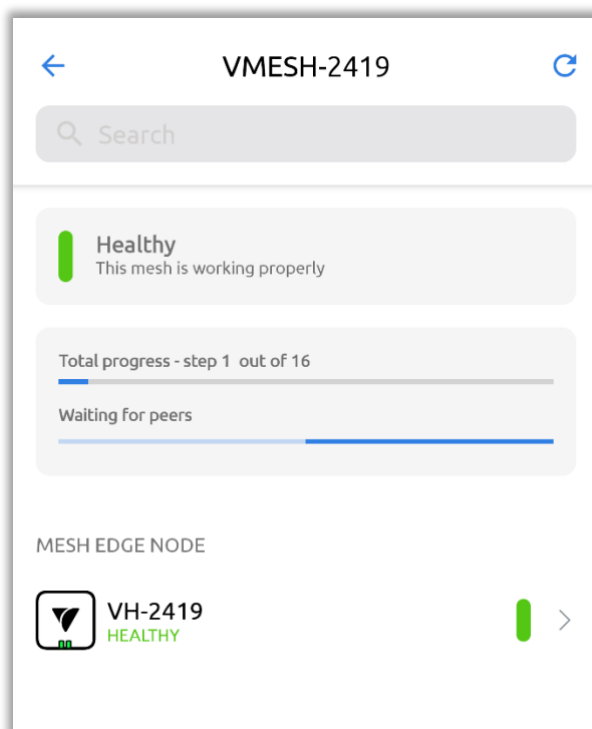 VMESH-2419
Search
Healthy
This mesh is working properly
Total progress - step 1 out of 16
Waiting for peers
MESH EDGE NODE
VH-2419
HEALTHY